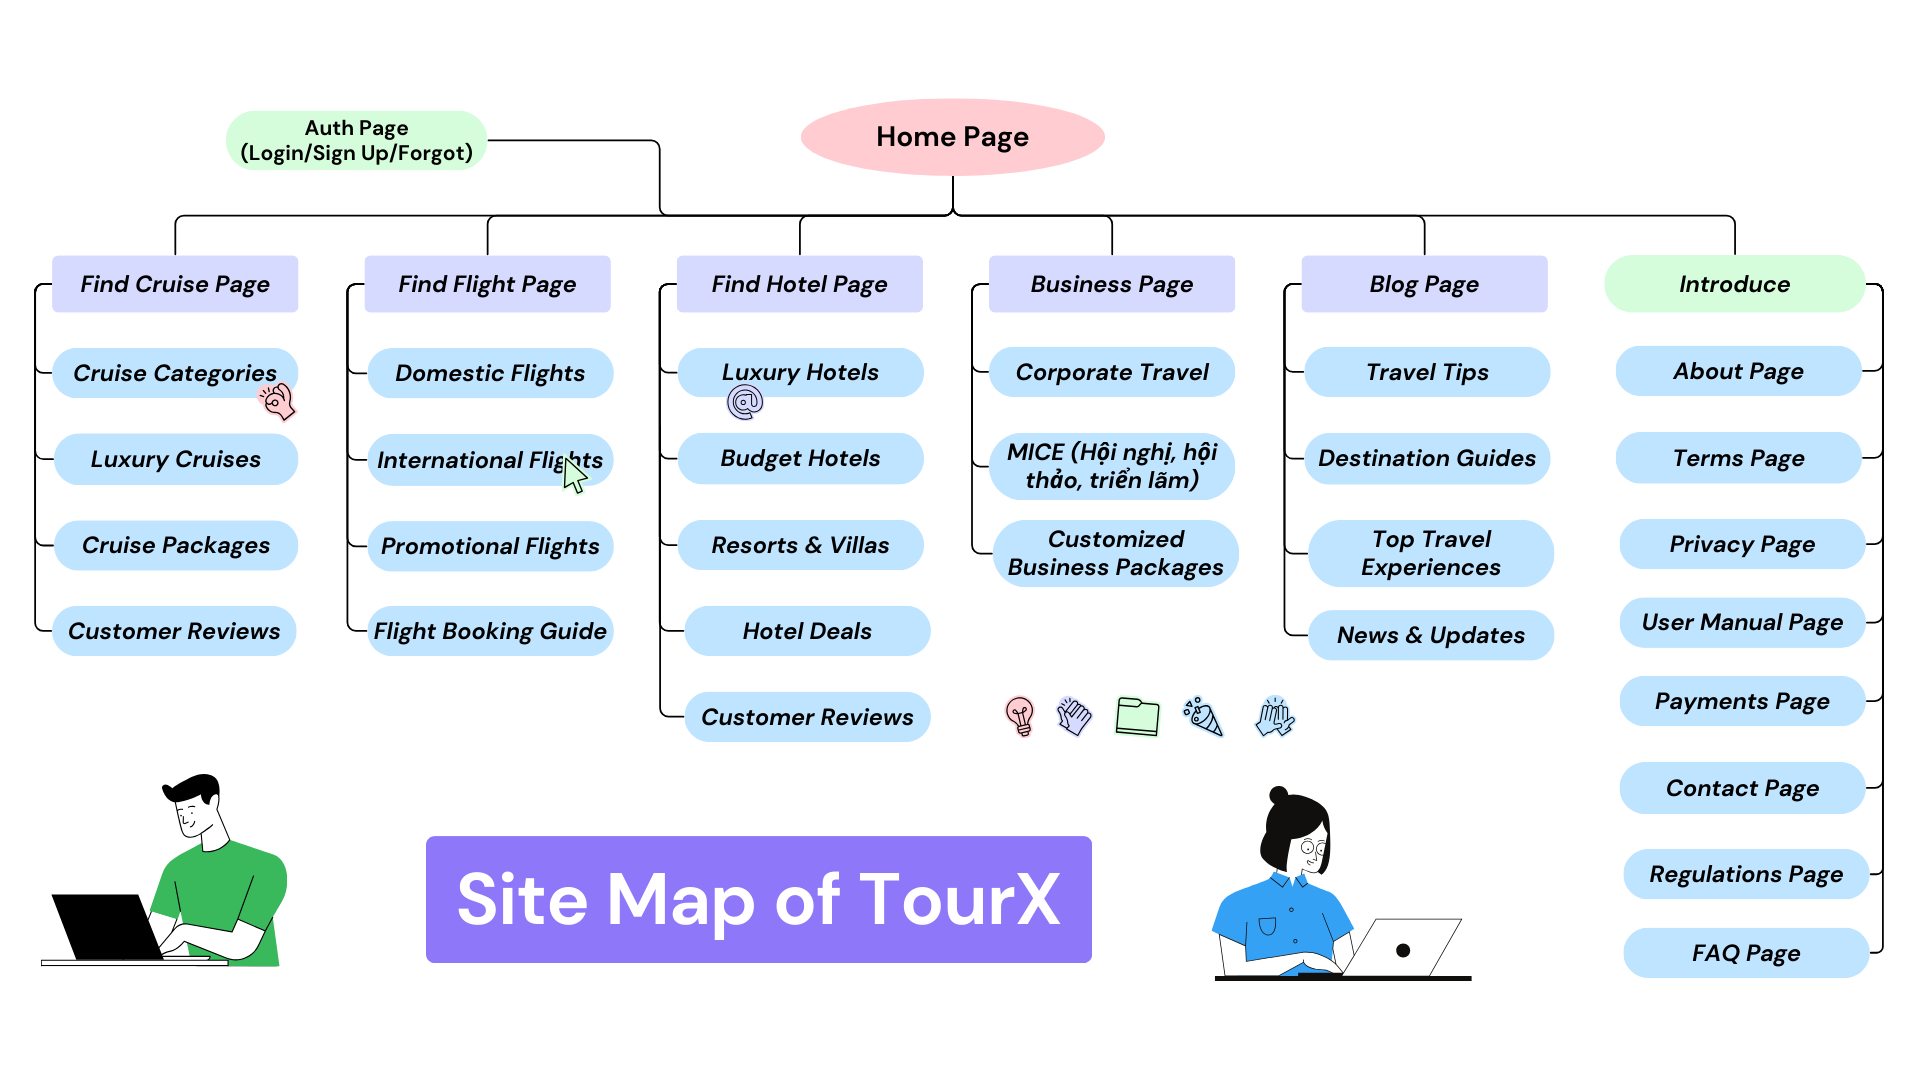 Auth Page
(Login/Sign Up/Forgot)
Home Page
Find Cruise Page
Cruise Categories
Luxury Cruises
Cruise Packages
Customer Reviews
Find Flight Page
Domestic Flights
International Flights
Promotional Flights
Flight Booking Guide
Find Hotel Page
Luxury Hotels
Budget Hotels
Resorts & Villas
Hotel Deals
Customer Reviews
Business Page
Corporate Travel
MICE (Hội nghị, hội
thảo, triển lãm)
Customized
Business Packages
Blog Page
Travel Tips
Destination Guides
Top Travel
Experiences
News & Updates
Introduce
About Page
Terms Page
Privacy Page
User Manual Page
Payments Page
Contact Page
Regulations Page
FAQ Page
Site Map of TourX